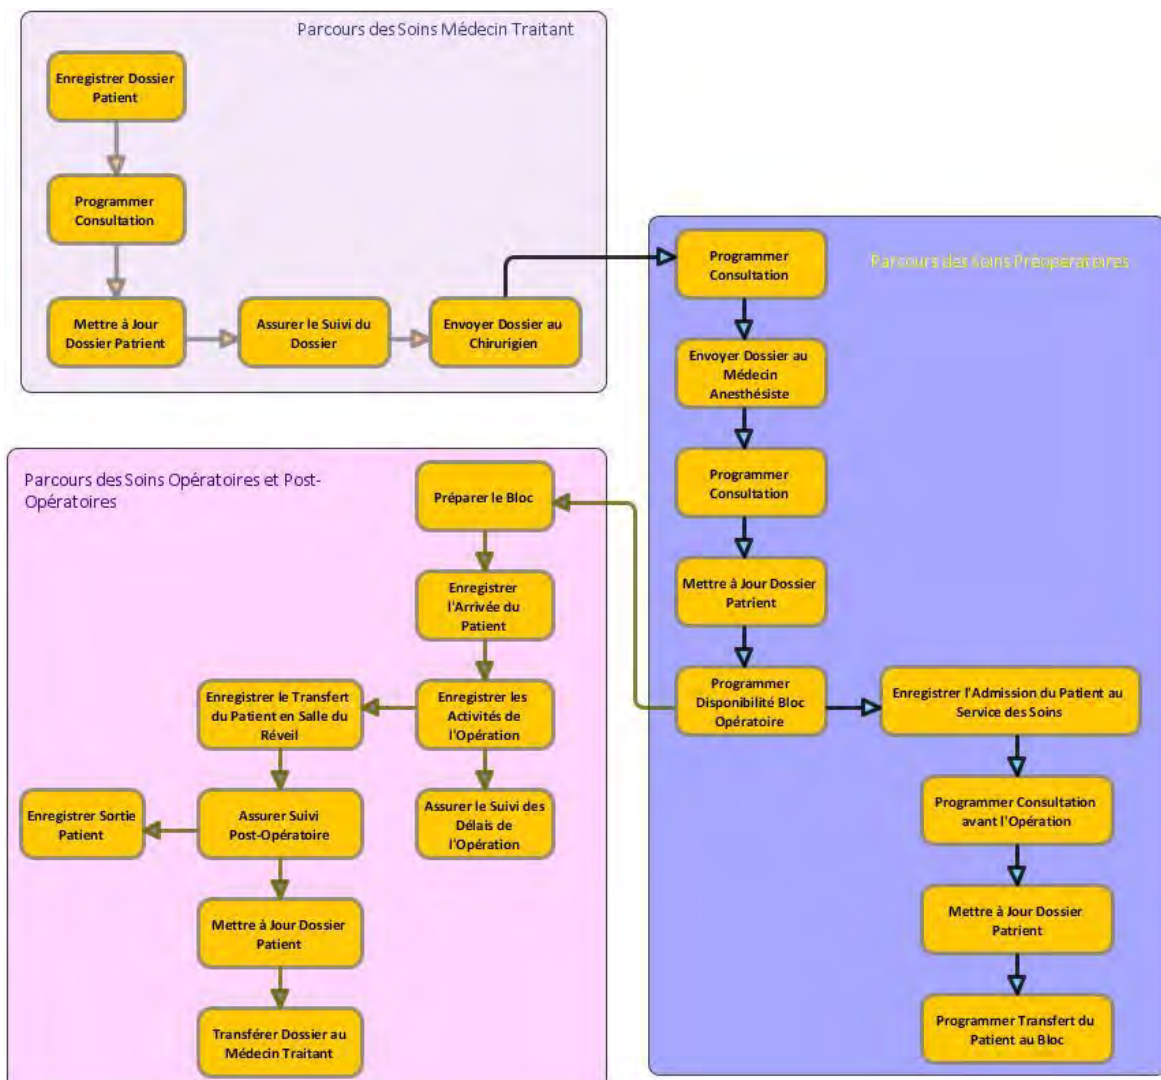 Parcours des Soins Médecin Traitant
Enregistrer Dossier
Patient
Programmer
Consultation
Mettre à Jour
Dossier Patrient
Assurer le Suivi du
Dossier
Envoyer Dossier au
Chirurigien
Parcours des Soins Préoperatoires
Programmer
Consultation
Envoyer Dossier au
Médecin
Anesthésiste
Programmer
Consultation
Mettre à Jour Dossier
Patrient
Programmer
Disponibilité Bloc
Opératoire
Enregistrer l'Admission du Patient au
Service des Soins
Programmer Consultation
avant l'Opération
Mettre à Jour Dossier
Patrient
Programmer Transfert du
Patient au Bloc
Parcours des Soins Opératoires et Post-
Opératoires
Préparer le Bloc
Enregistrer
l'Arrivée du
Patient
Enregistrer les
Activités de
l'Opération
Enregistrer le Transfert
du Patient en Salle du
Réveil
Assurer le Suivi des
Délais de
l'Opération
Assurer Suivi
Post-Opératoire
Enregistrer Sortie
Patient
Mettre à Jour Dossier
Patient
Transférer Dossier au
Médecin Traitant